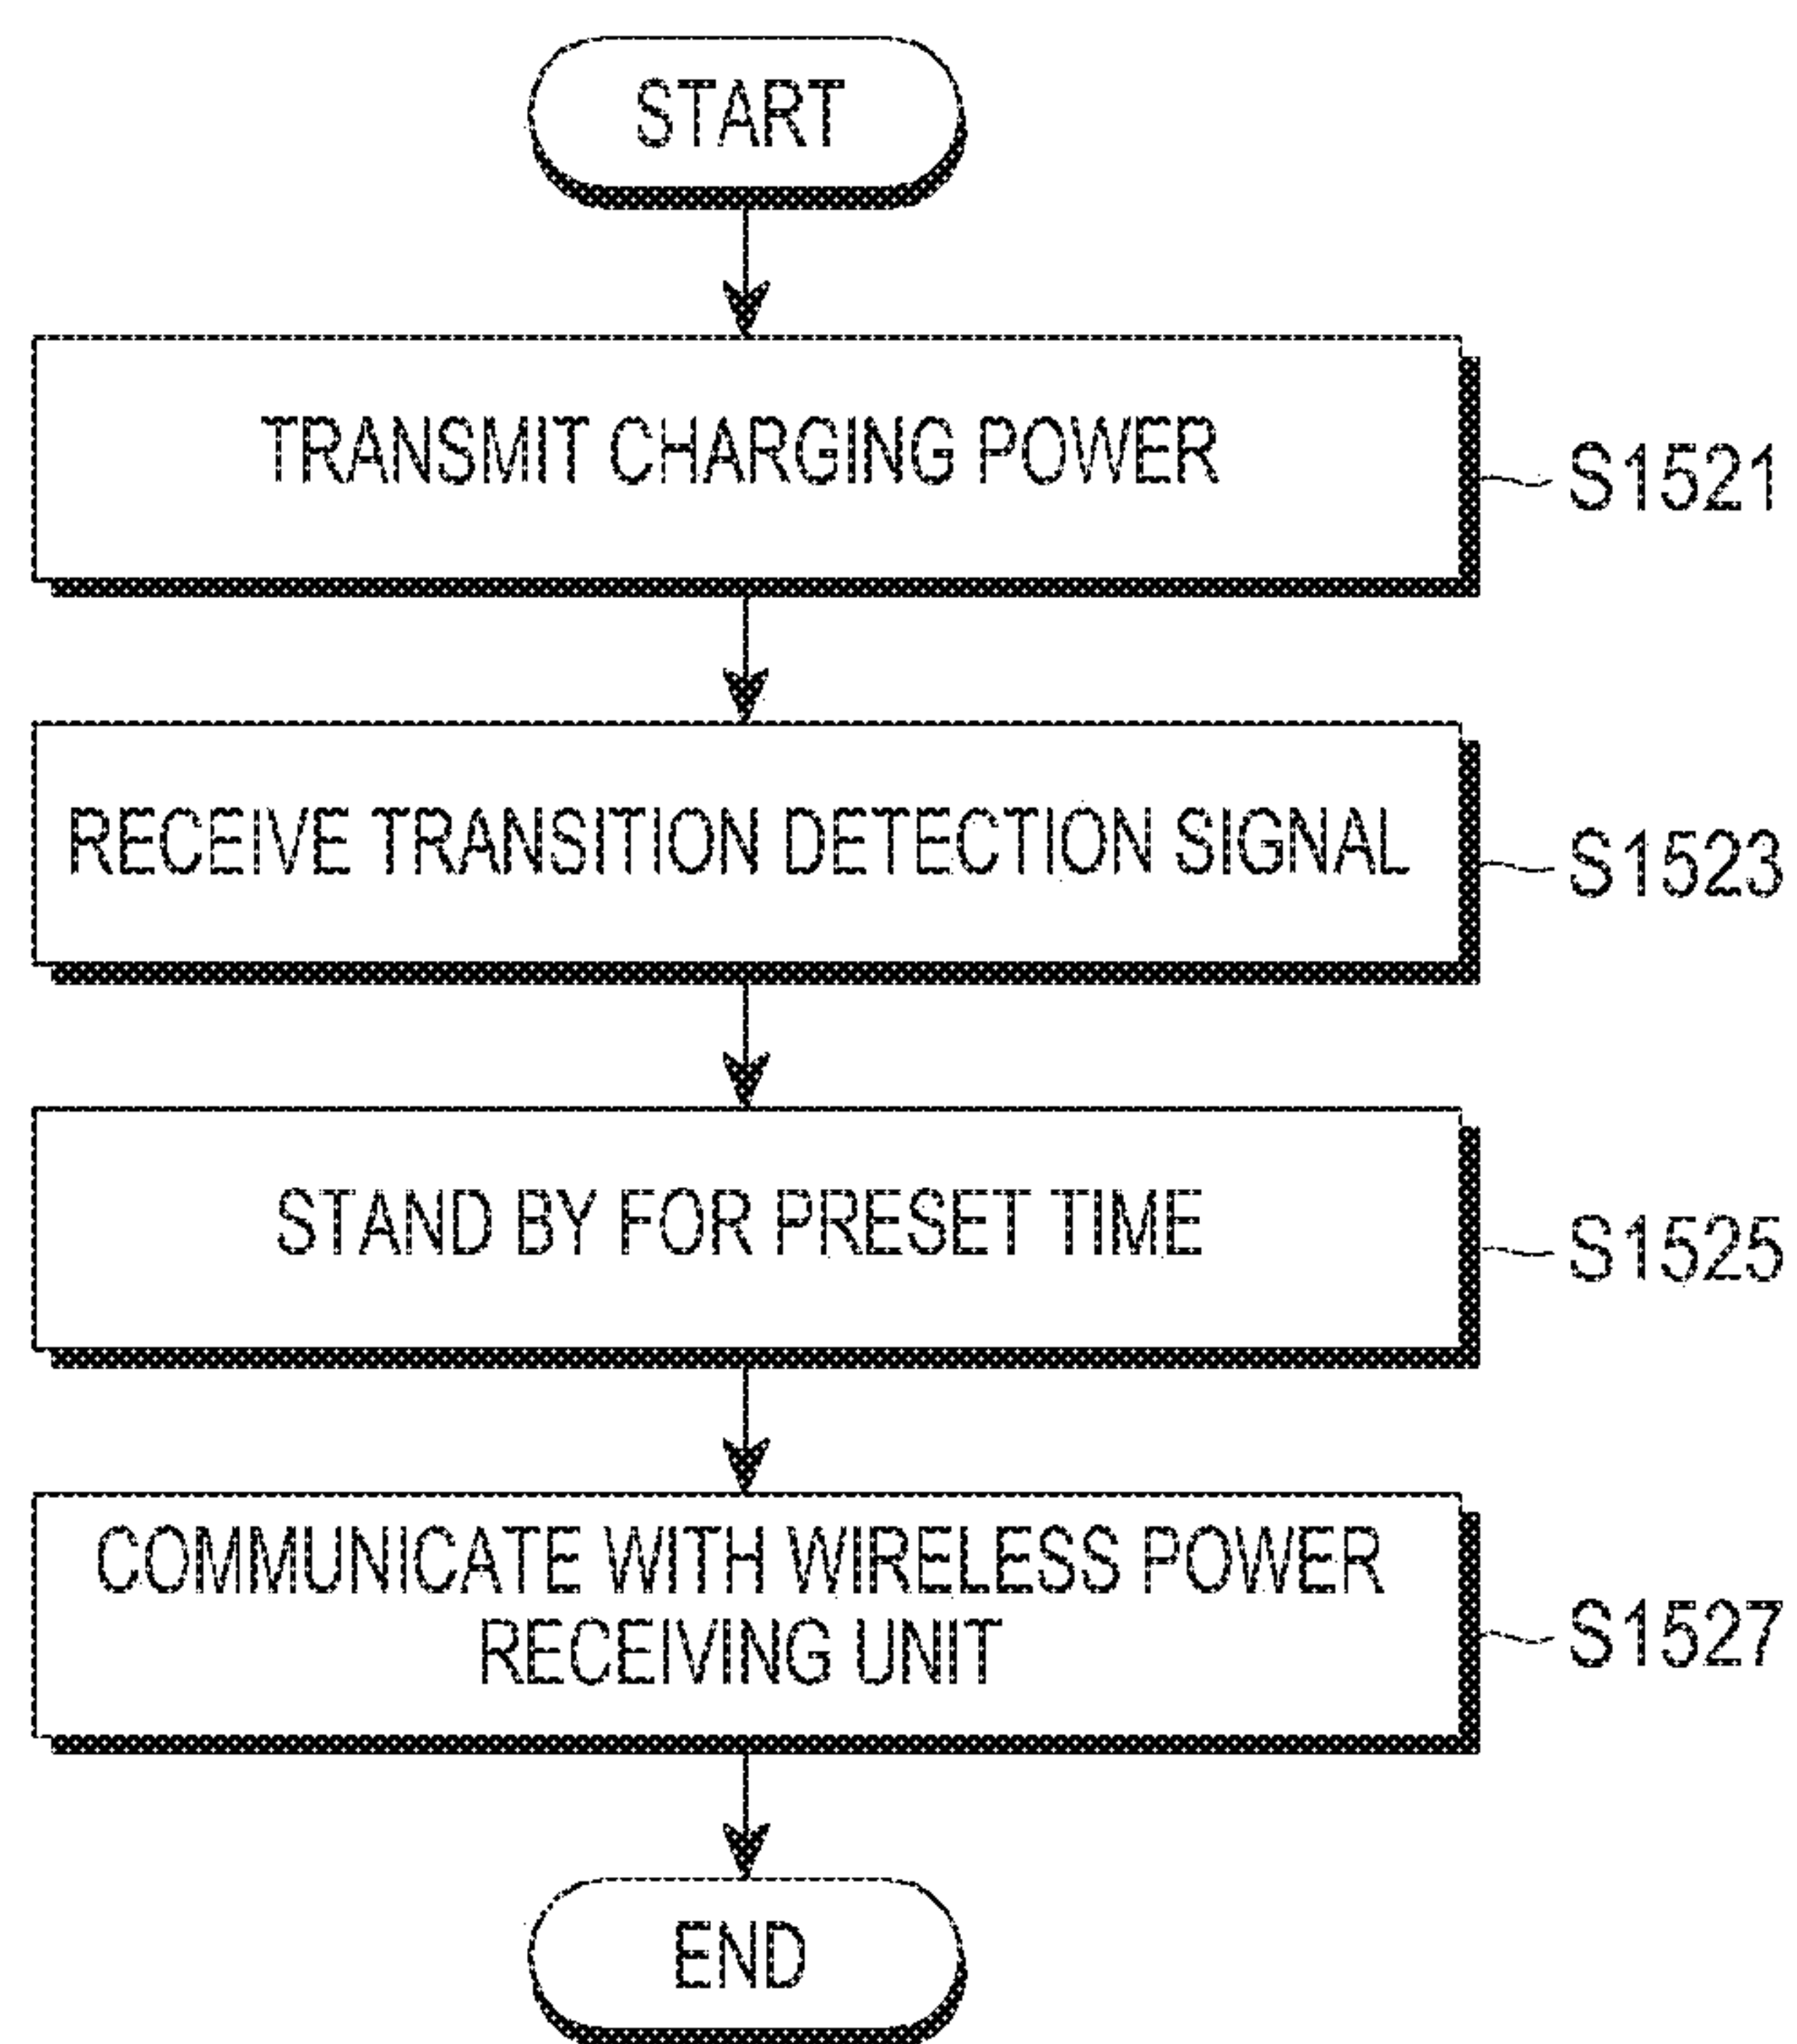 START
TRANSMIT CHARGING POWER
S1521
RECEIVE TRANSITION DETECTION SIGNAL
S1523
STAND BY FOR PRESET TIME
S1525
COMMUNICATE WITH WIRELESS POWER
RECEIVING UNIT
S1527
END